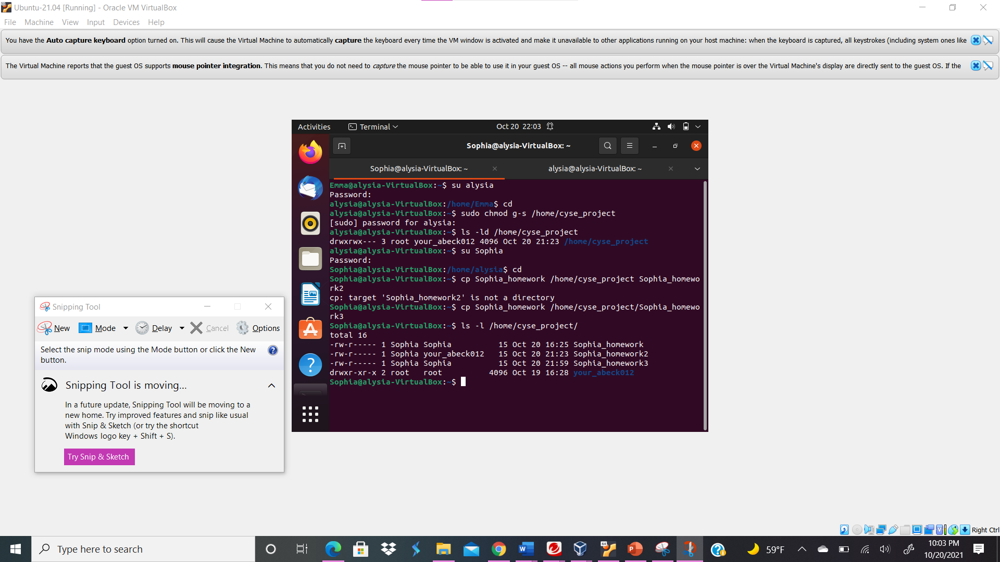 Ubuntu-21.04 [Running] - Oracle VM VirtualBox
File Machine View Input Devices Help
You have the Auto capture keyboard option turned on. This will cause the Virtual Machine to automatically capture the keyboard every time the VM window is activated and make it unavailable to other applications running on your host machine: when the keyboard is captured, all keystrokes (including system ones like
The Virtual Machine reports that the guest OS supports mouse pointer integration. This means that you do not need to capture the mouse pointer to be able to use it in your guest OS -- all mouse actions you perform when the mouse pointer is over the Virtual Machine's display are directly sent to the guest OS. If the
Activities Terminal Oct 20 22:03
Sophia@alysia-VirtualBox: ~
Sophia@alysia-VirtualBox: ~ alysia@alysia-VirtualBox: ~
Emma@alysia-VirtualBox:~$ su alysia
Password:
alysia@alysia-VirtualBox:/home/Emma$ cd
alysia@alysia-VirtualBox:~$ sudo chmod g-s /home/cyse_project
[sudo] password for alysia:
alysia@alysia-VirtualBox:~$ ls -ld /home/cyse_project
drwxrwx--- 3 root your_abeck012 4096 Oct 20 21:23 /home/cyse_project
alysia@alysia-VirtualBox:~$ su Sophia
Password:
Sophia@alysia-VirtualBox:/home/alysia$ cd
Sophia@alysia-VirtualBox:~$ cp Sophia_homework /home/cyse_project Sophia_homewo
rk2
cp: target 'Sophia_homework2' is not a directory
Sophia@alysia-VirtualBox:~$ cp Sophia_homework /home/cyse_project/Sophia_homewo
rk3
Sophia@alysia-VirtualBox:~$ ls -l /home/cyse_project/
total 16
-rw-r----- 1 Sophia Sophia 15 Oct 20 16:25 Sophia_homework
-rw-r----- 1 Sophia your_abeck012 15 Oct 20 21:23 Sophia_homework2
-rw-r----- 1 Sophia Sophia 15 Oct 20 21:59 Sophia_homework3
drwxr-xr-x 2 root root 4096 Oct 19 16:28 your_abeck012
Sophia@alysia-VirtualBox:~$
Snipping Tool
New Mode Delay Cancel Options
Select the snip mode using the Mode button or click the New
button.
Snipping Tool is moving...
In a future update, Snipping Tool will be moving to a
new home. Try improved features and snip like usual
with Snip & Sketch (or try the shortcut
Windows logo key + Shift + S).
Try Snip & Sketch
Right Ctrl
Type here to search
59°F
10:03 PM
10/20/2021